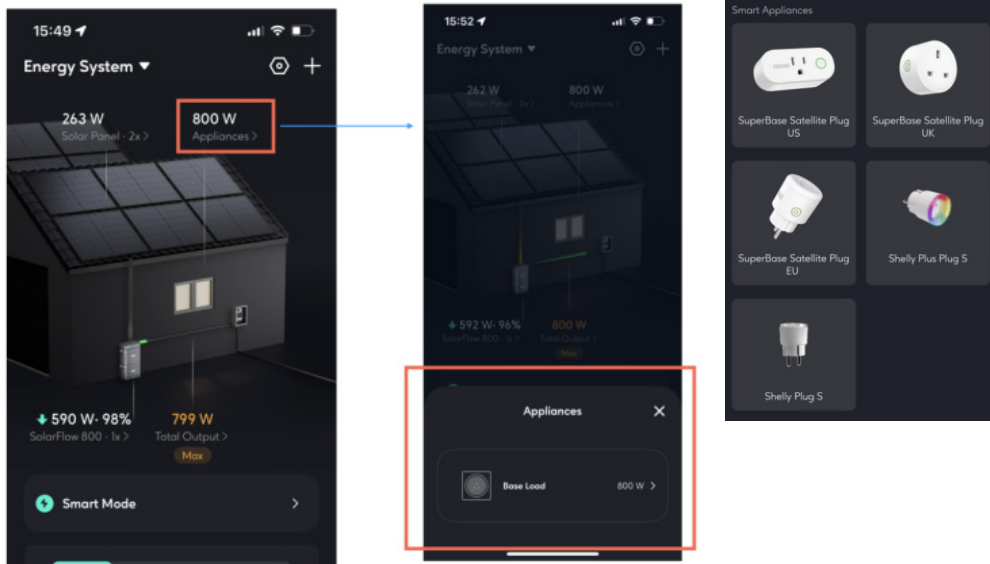 15:49
Energy System
263 W
Solar Panel · 2x >
800 W
Appliances >
590 W· 98%
SolarFlow 800 · 1x >
799 W
Total Output >
Max
Smart Mode
15:52
Energy System
262 W
Solar Panel · 2x >
800 W
Appliances >
592 W· 96%
SolarFlow 800 · 1x >
800 W
Total Output >
Max
Appliances
Base Load
800 W >
Smart Appliances
SuperBase Satellite Plug
US
SuperBase Satellite Plug
UK
SuperBase Satellite Plug
EU
Shelly Plus Plug S
Shelly Plug S